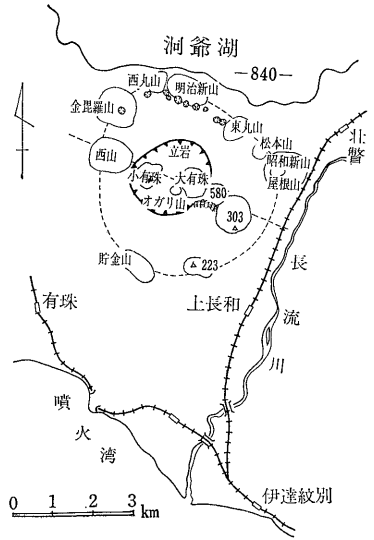 洞爺湖
—840—
西丸山
明治新山
金毘羅山
東丸山
壮瞥
松本山
昭和新山
屋根山
西山
立岩
小有珠
大有珠
580
オガリ山
303
貯金山
223
有珠
上長和
長流川
噴火湾
伊達紋別
0 1 2 3 km